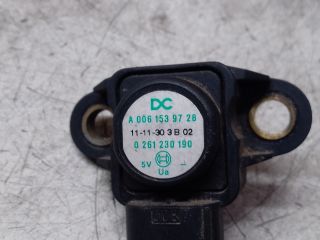 DC
A 006 153 97 28
11-11-30 3 B 02
0 261 230 190
5V
Ua